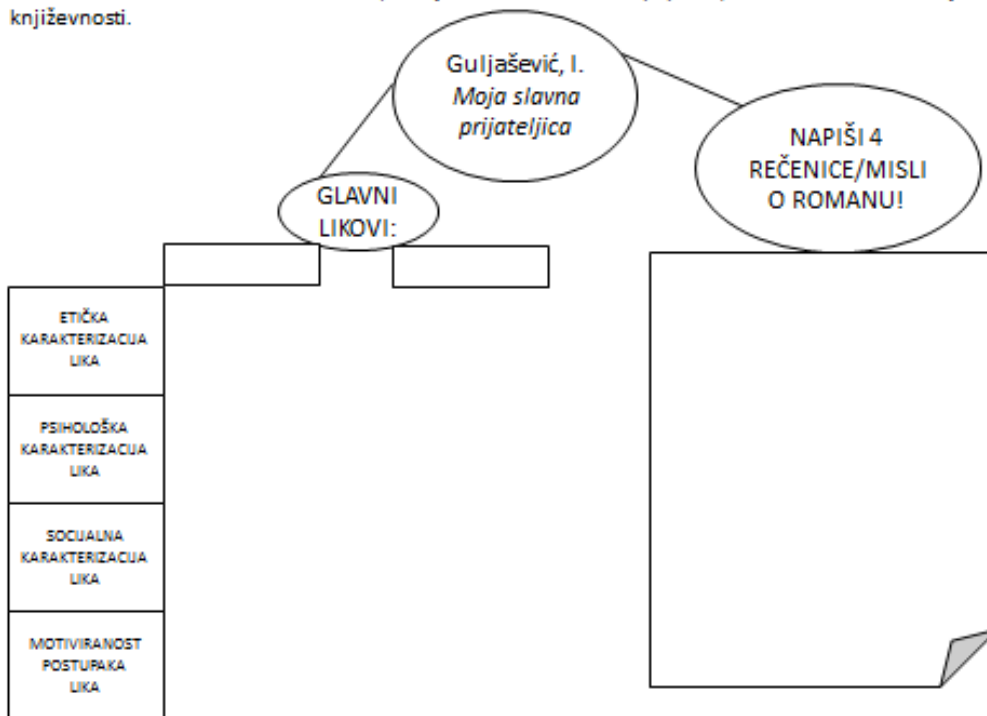 književnosti.
Guljašević, I.
Moja slavna
prijateljica
NAPIŠI 4
REČENICE/MISLI
O ROMANU!
GLAVNI
LIKOVI:
ETIČKA
KARAKTERIZACIJA
LIKA
PSIHOLOŠKA
KARAKTERIZACIJA
LIKA
SOCIJALNA
KARAKTERIZACIJA
LIKA
MOTIVIRANOST
POSTUPAKA
LIKA